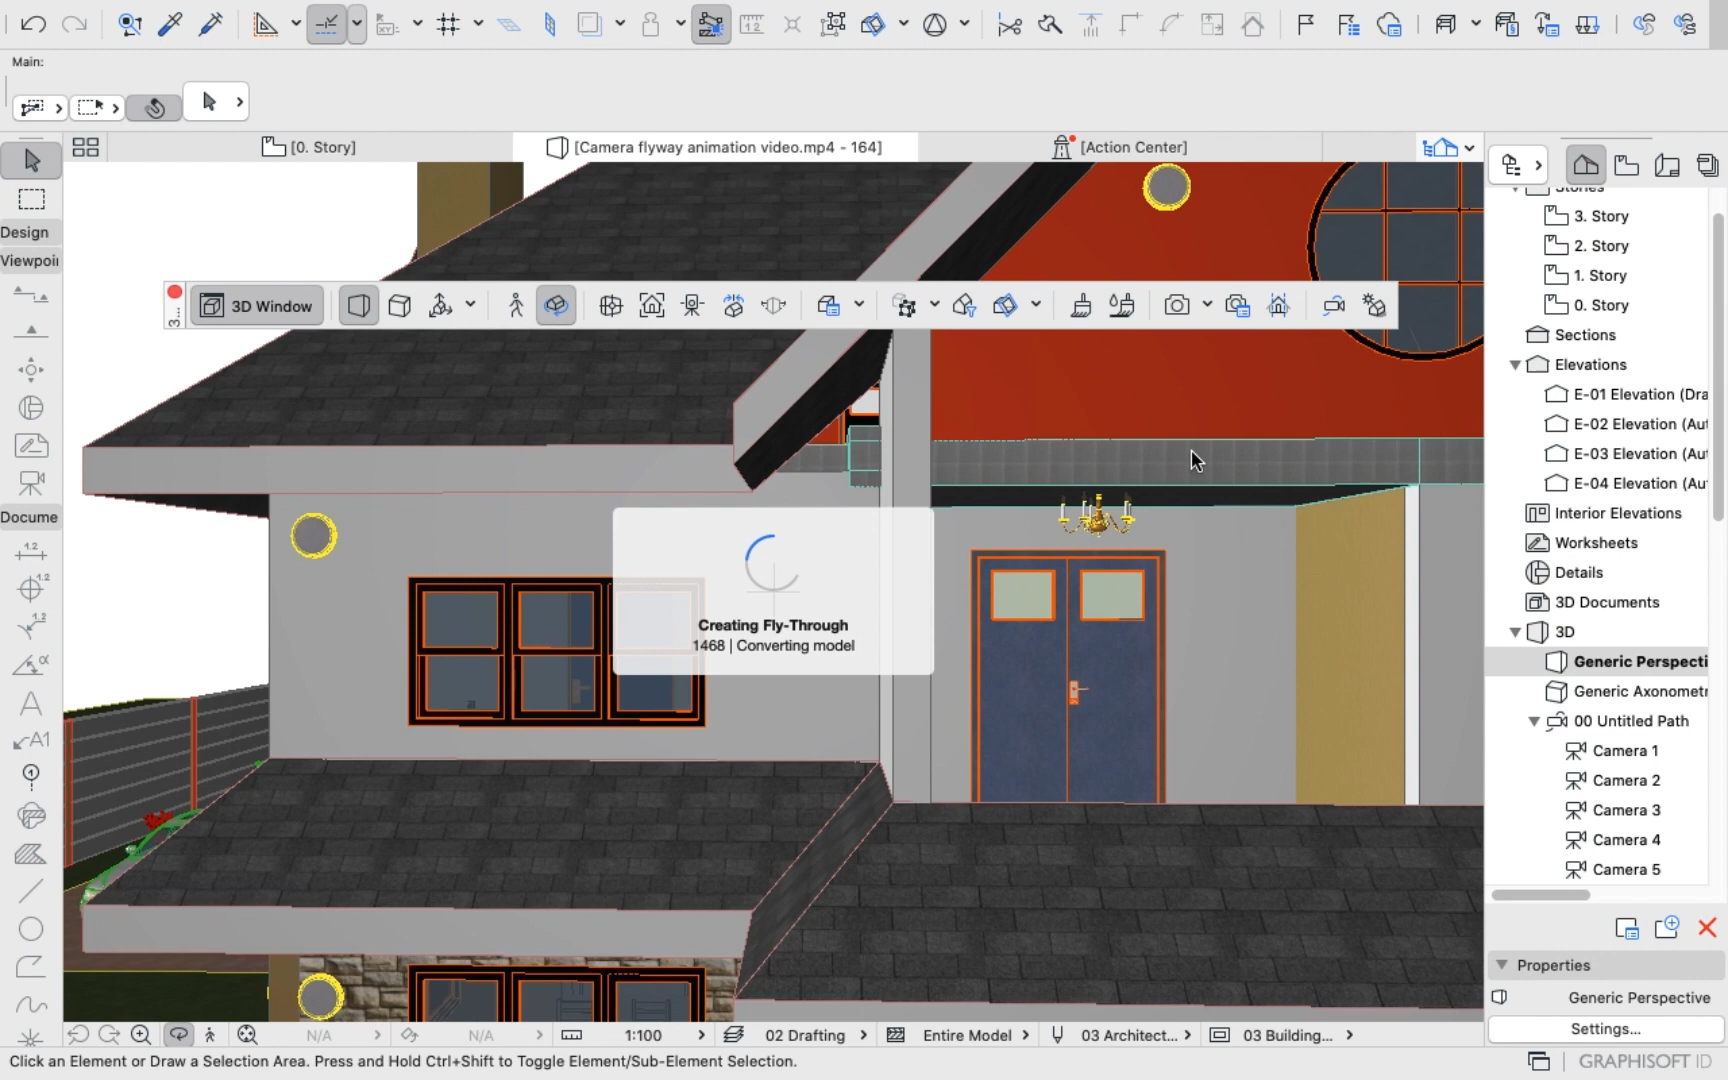 Main:
[0. Story]
[Camera flyway animation video.mp4 - 164]
[Action Center]
Design
Viewpoi
Docume
3...
3D Window
Creating Fly-Through
1468 | Converting model
Stories
3. Story
2. Story
1. Story
0. Story
Sections
Elevations
E-01 Elevation (Dra
E-02 Elevation (Aut
E-03 Elevation (Aut
E-04 Elevation (Aut
Interior Elevations
Worksheets
Details
3D Documents
3D
Generic Perspecti
Generic Axonometr
00 Untitled Path
Camera 1
Camera 2
Camera 3
Camera 4
Camera 5
Properties
Generic Perspective
Settings...
N/A
N/A
1:100
02 Drafting
Entire Model
03 Architect...
03 Building...
Click an Element or Draw a Selection Area. Press and Hold Ctrl+Shift to Toggle Element/Sub-Element Selection.
GRAPHISOFT ID